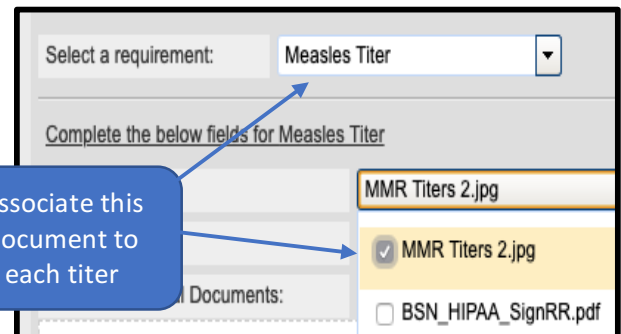 Select a requirement: Measles Titer
Complete the below fields for Measles Titer
MMR Titers 2.jpg
ssociate this
ocument to
each titer
MMR Titers 2.jpg
l Documents:
BSN_HIPAA_SignRR.pdf